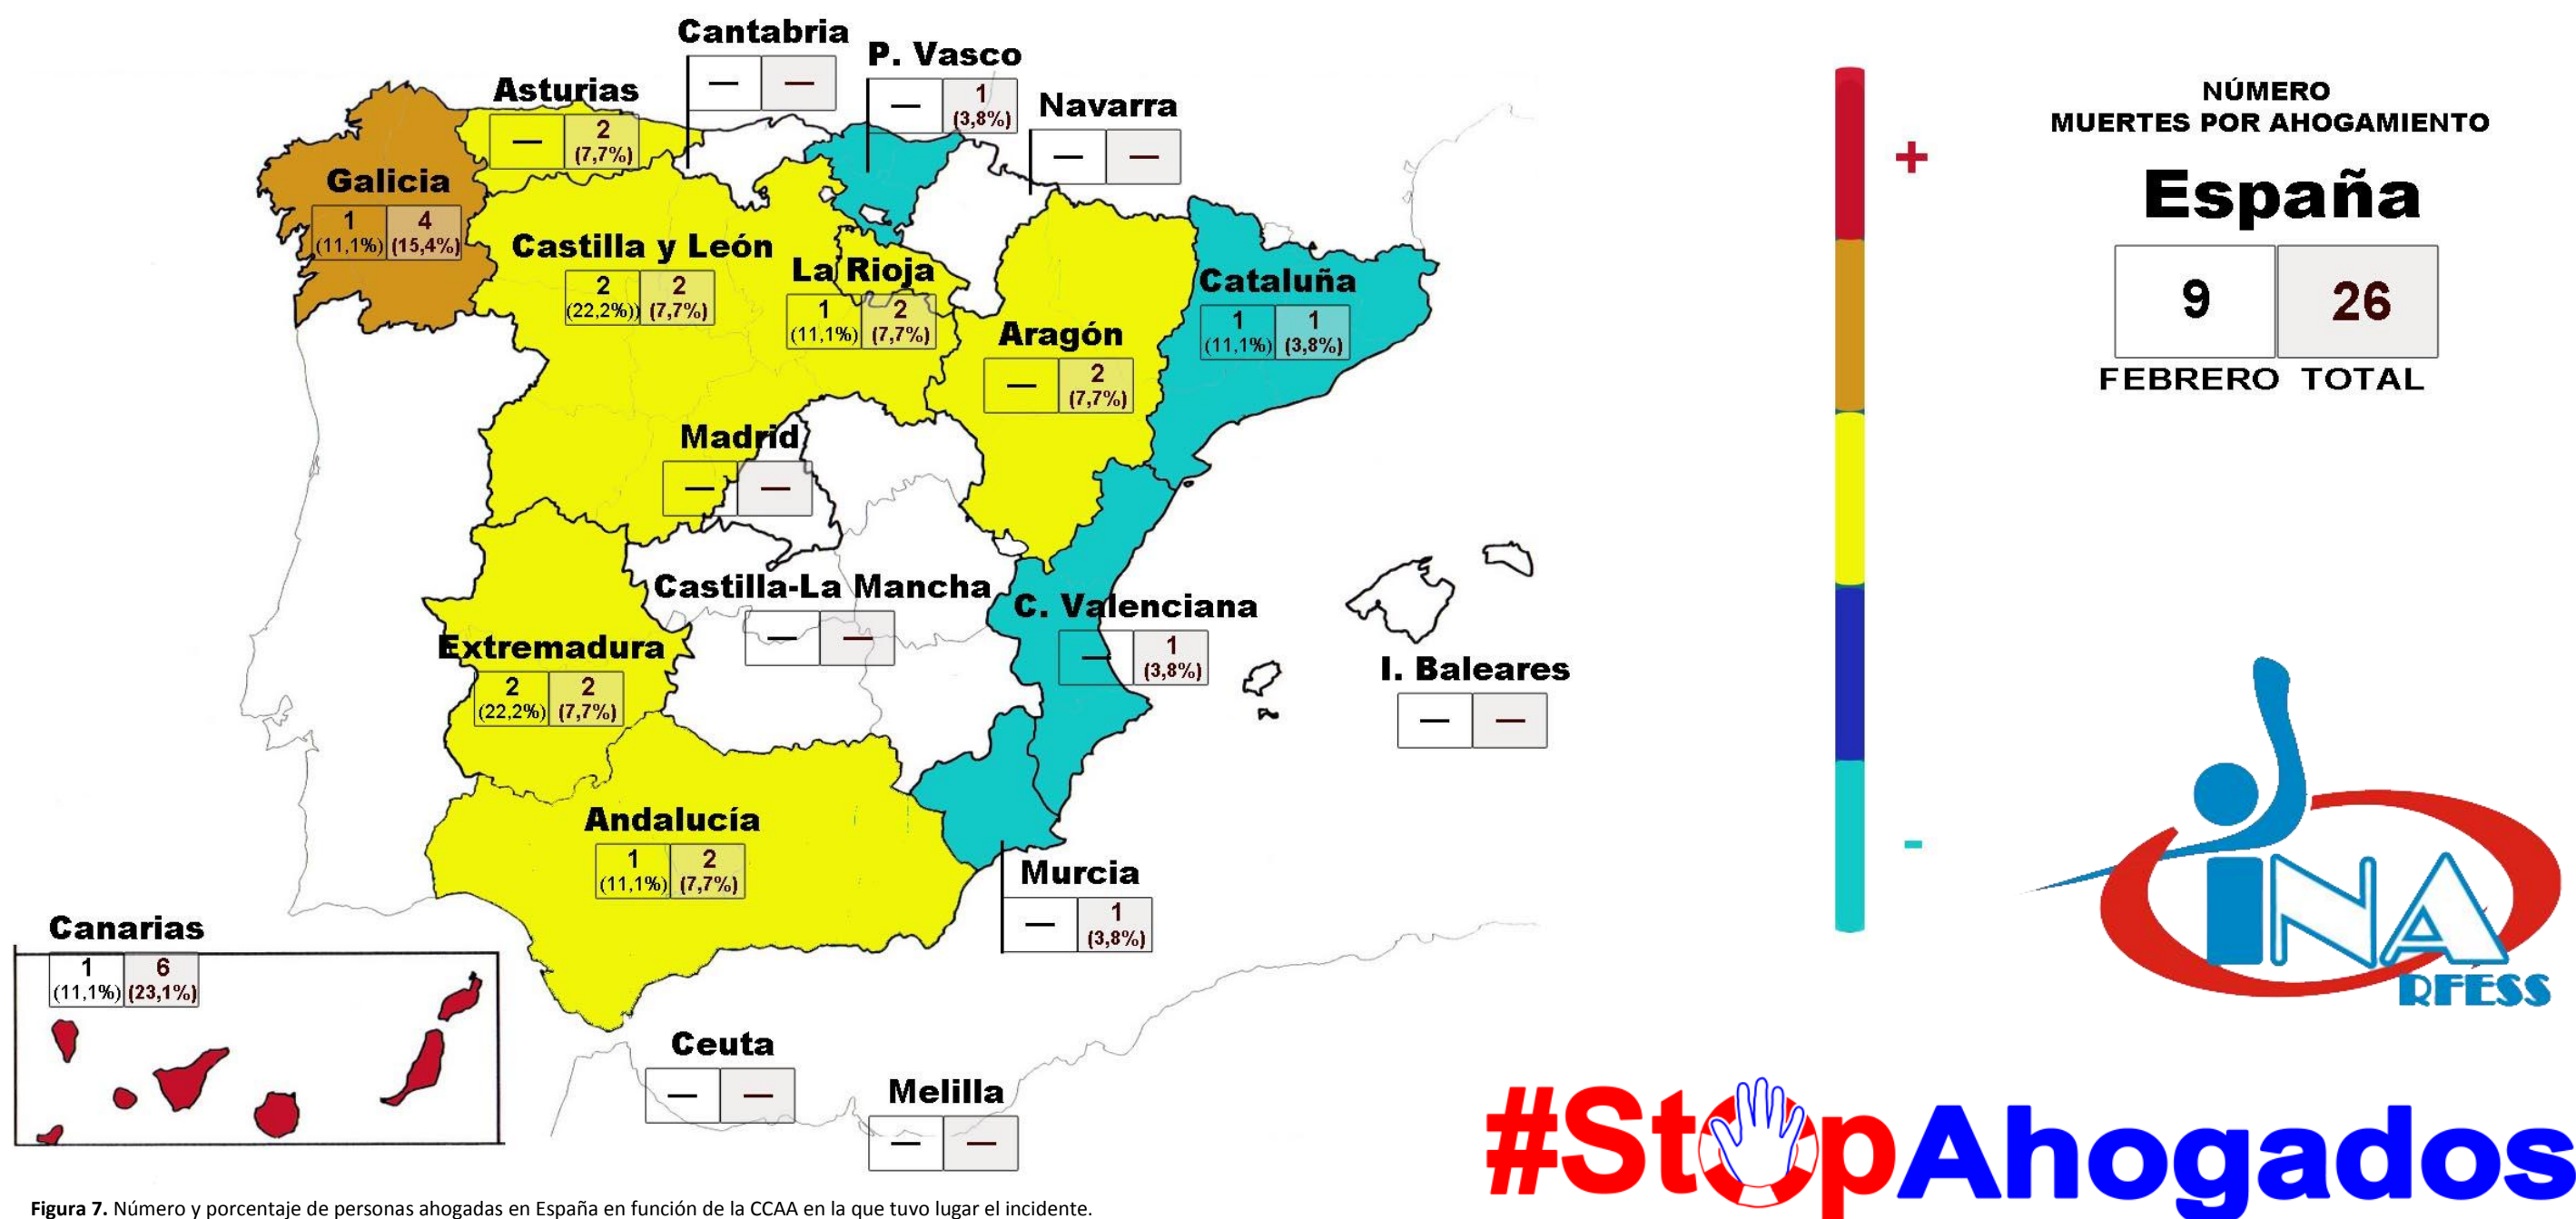 Cantabria
— —
P. Vasco
— 1
(3,8%)
Navarra
— —
Asturias
— 2
(7,7%)
Galicia
1 4
(11,1%) (15,4%)
Castilla y León
2 2
(22,2%)) (7,7%)
La Rioja
1 2
(11,1%) (7,7%)
Aragón
— 2
(7,7%)
Cataluña
1 1
(11,1%) (3,8%)
Madrid
— —
Castilla-La Mancha
— —
C. Valenciana
— 1
(3,8%)
I. Baleares
— —
Extremadura
2 2
(22,2%) (7,7%)
Andalucía
1 2
(11,1%) (7,7%)
Murcia
— 1
(3,8%)
Canarias
1 6
(11,1%) (23,1%)
Ceuta
— —
Melilla
— —
+
-
NÚMERO
MUERTES POR AHOGAMIENTO
España
9 26
FEBRERO TOTAL
iNA
RFESS
#StopAhogados
Figura 7. Número y porcentaje de personas ahogadas en España en función de la CCAA en la que tuvo lugar el incidente.